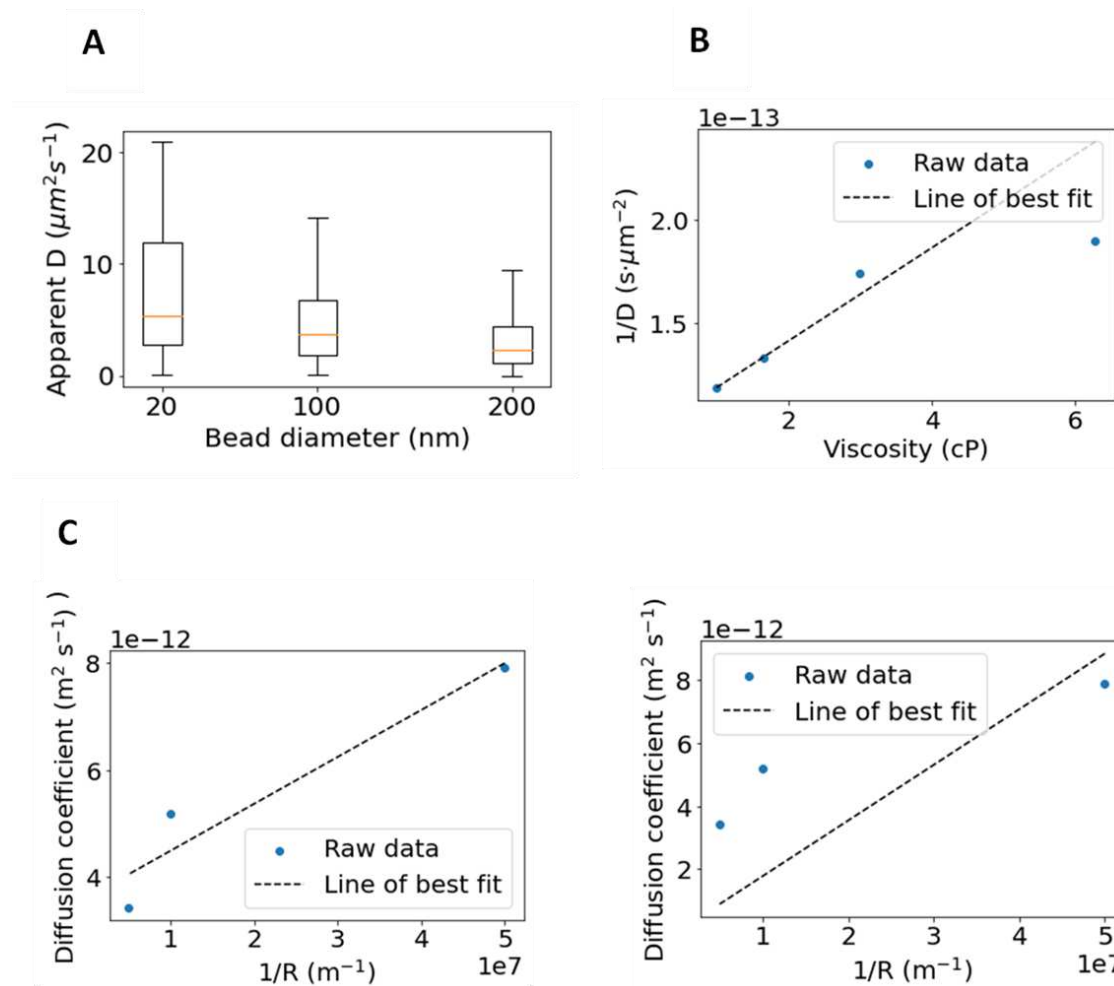 A
B
Apparent D (μm²s⁻¹)
20
10
0
20 100 200
Bead diameter (nm)
1e−13
1/D (s·μm⁻²)
2.0
1.5
Raw data
Line of best fit
2 4 6
Viscosity (cP)
C
Diffusion coefficient (m² s⁻¹) )
1e−12
8
6
4
Raw data
Line of best fit
1 2 3 4 5
1/R (m⁻¹)
1e7
Diffusion coefficient (m² s⁻¹)
1e−12
8
6
4
2
Raw data
Line of best fit
1 2 3 4 5
1/R (m⁻¹)
1e7